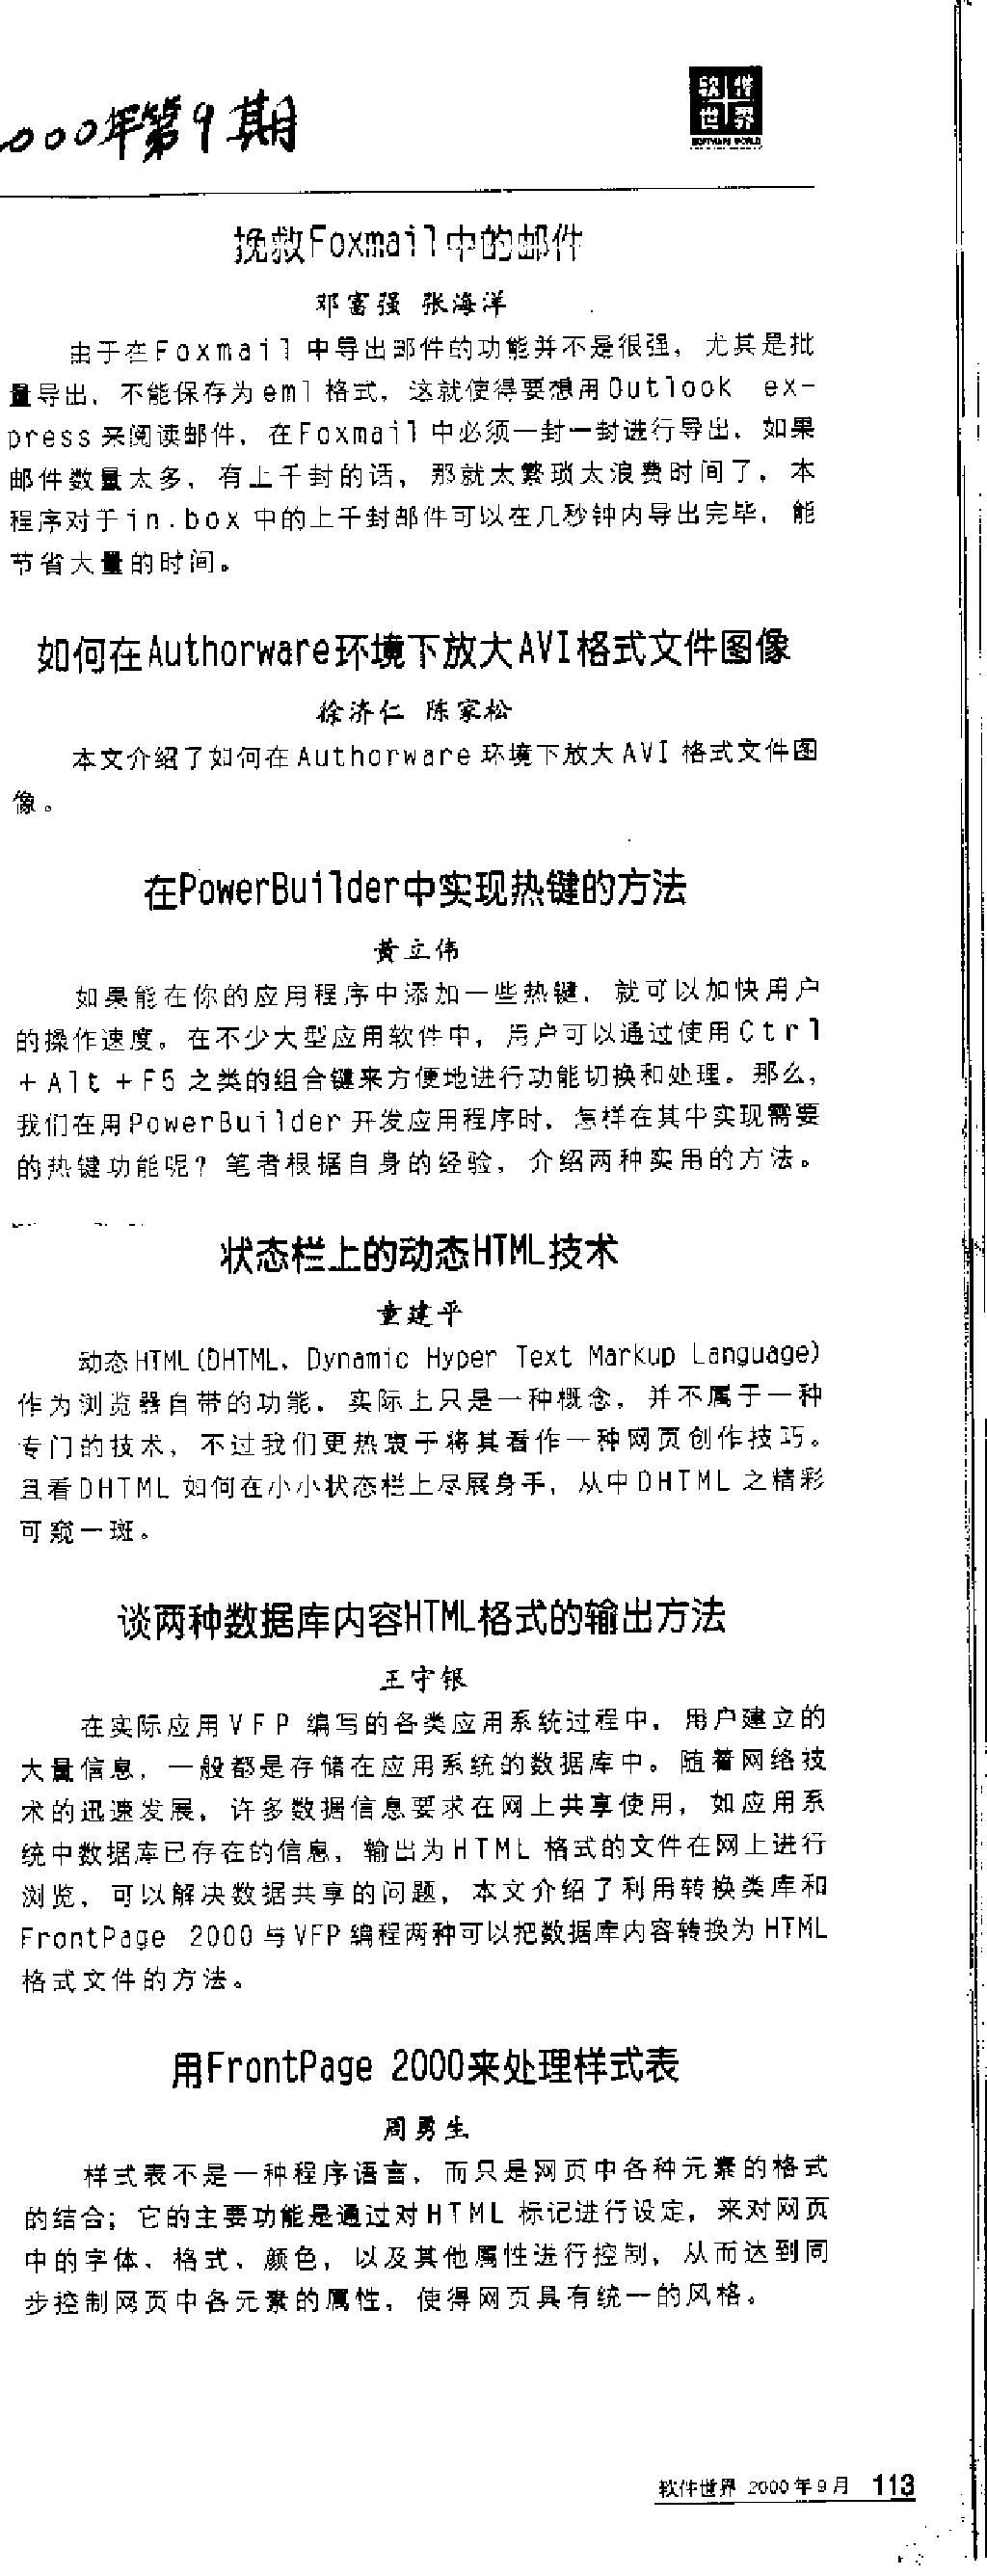 000年第9期
软件
世界
SOFTWARE WORLD
挽救Foxmail中的邮件
邓富强 张海洋
由于在Foxmail中导出邮件的功能并不是很强，尤其是批
量导出，不能保存为eml格式，这就使得要想用Outlook ex-
press来阅读邮件，在Foxmail中必须一封一封进行导出，如果
邮件数量太多，有上千封的话，那就太繁琐太浪费时间了，本
程序对于in.box中的上千封邮件可以在几秒钟内导出完毕，能
节省大量的时间。
如何在Authorware环境下放大AVI格式文件图像
徐济仁 陈家松
本文介绍了如何在Authorware环境下放大AVI格式文件图
像。
在PowerBuilder中实现热键的方法
黄立伟
如果能在你的应用程序中添加一些热键，就可以加快用户
的操作速度。在不少大型应用软件中，用户可以通过使用Ctrl
+Alt+F5之类的组合键来方便地进行功能切换和处理。那么，
我们在用PowerBuilder开发应用程序时，怎样在其中实现需要
的热键功能呢？笔者根据自身的经验，介绍两种实用的方法。
状态栏上的动态HTML技术
童建平
动态HTML(DHTML，Dynamic Hyper Text Markup Language)
作为浏览器自带的功能，实际上只是一种概念，并不属于一种
专门的技术，不过我们更热衷于将其看作一种网页创作技巧。
且看DHTML如何在小小状态栏上尽展身手，从中DHTML之精彩
可窥一斑。
谈两种数据库内容HTML格式的输出方法
王守银
在实际应用VFP编写的各类应用系统过程中，用户建立的
大量信息，一般都是存储在应用系统的数据库中。随着网络技
术的迅速发展，许多数据信息要求在网上共享使用，如应用系
统中数据库已存在的信息，输出为HTML格式的文件在网上进行
浏览，可以解决数据共享的问题，本文介绍了利用转换类库和
FrontPage 2000与VFP编程两种可以把数据库内容转换为HTML
格式文件的方法。
用FrontPage 2000来处理样式表
周勇生
样式表不是一种程序语言，而只是网页中各种元素的格式
的结合；它的主要功能是通过对HTML标记进行设定，来对网页
中的字体、格式、颜色，以及其他属性进行控制，从而达到同
步控制网页中各元素的属性，使得网页具有统一的风格。
软件世界 2000年9月 113